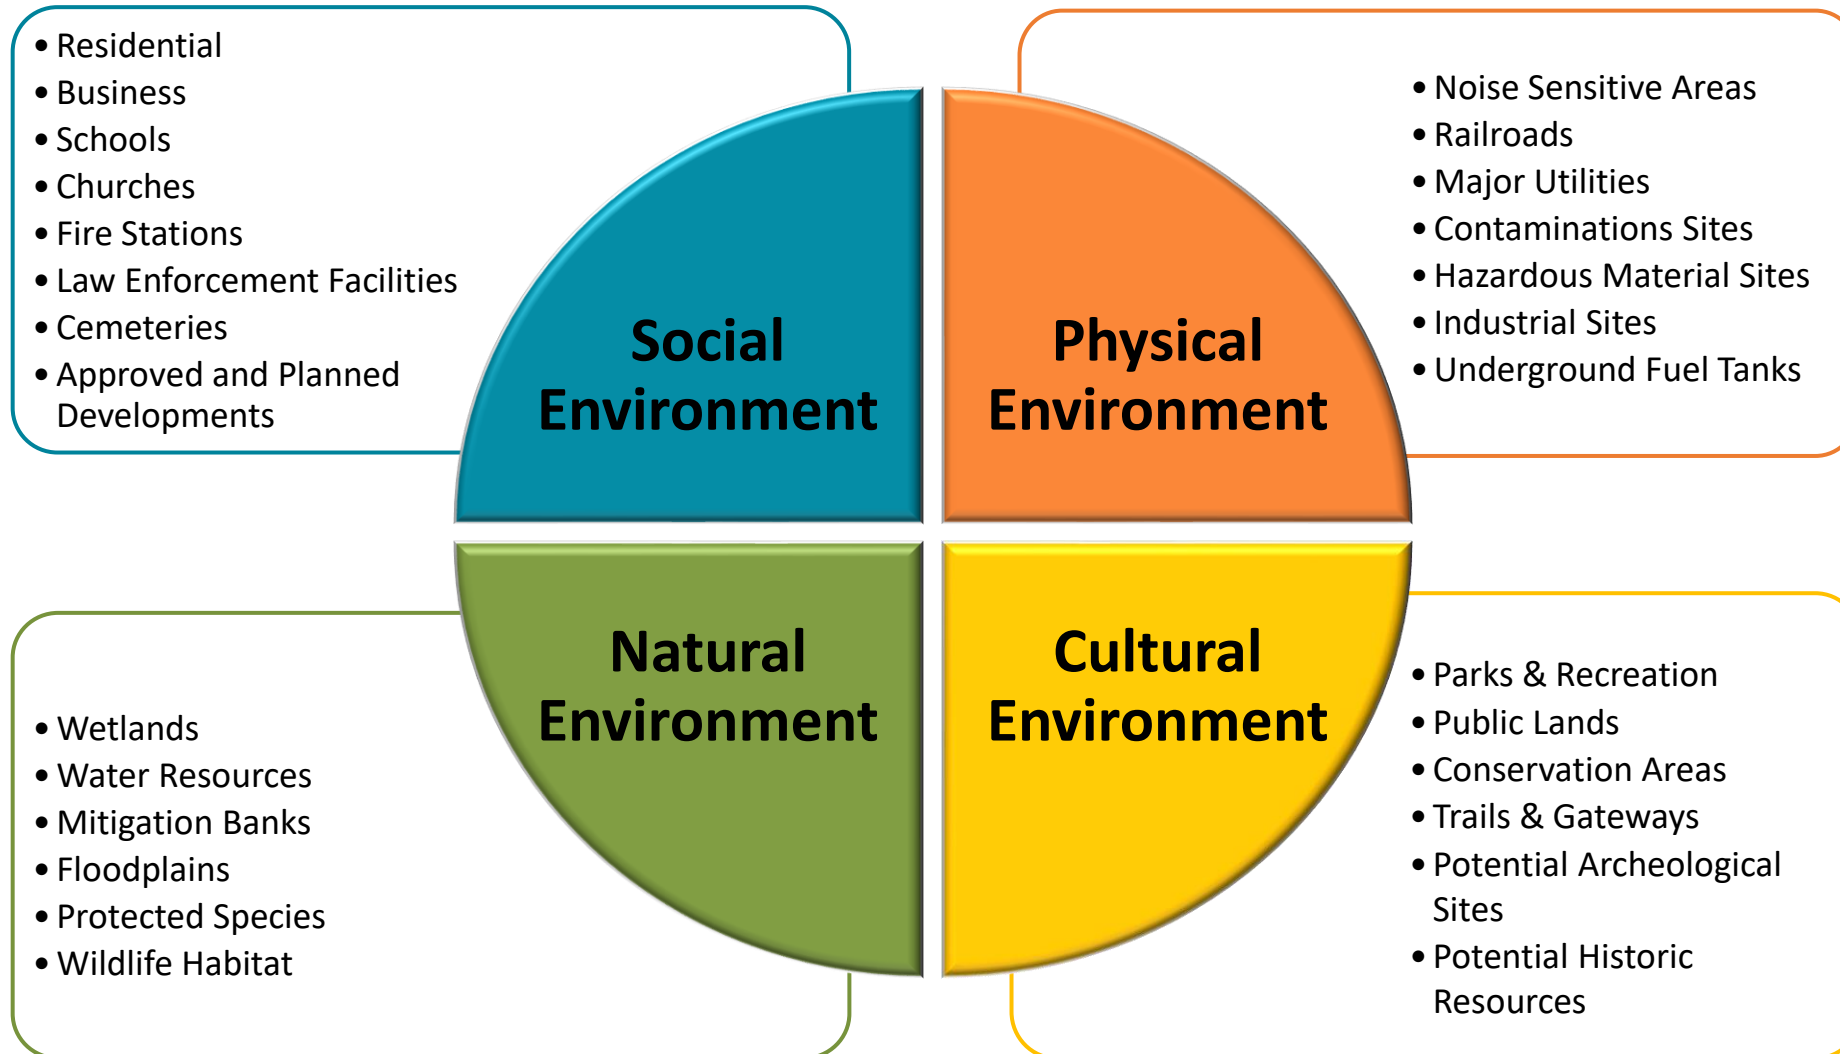 • Residential
• Business
• Schools
• Churches
• Fire Stations
• Law Enforcement Facilities
• Cemeteries
• Approved and Planned
Developments
Social
Environment
Physical
Environment
• Noise Sensitive Areas
• Railroads
• Major Utilities
• Contaminations Sites
• Hazardous Material Sites
• Industrial Sites
• Underground Fuel Tanks
• Wetlands
• Water Resources
• Mitigation Banks
• Floodplains
• Protected Species
• Wildlife Habitat
Natural
Environment
Cultural
Environment
• Parks & Recreation
• Public Lands
• Conservation Areas
• Trails & Gateways
• Potential Archeological
Sites
• Potential Historic
Resources